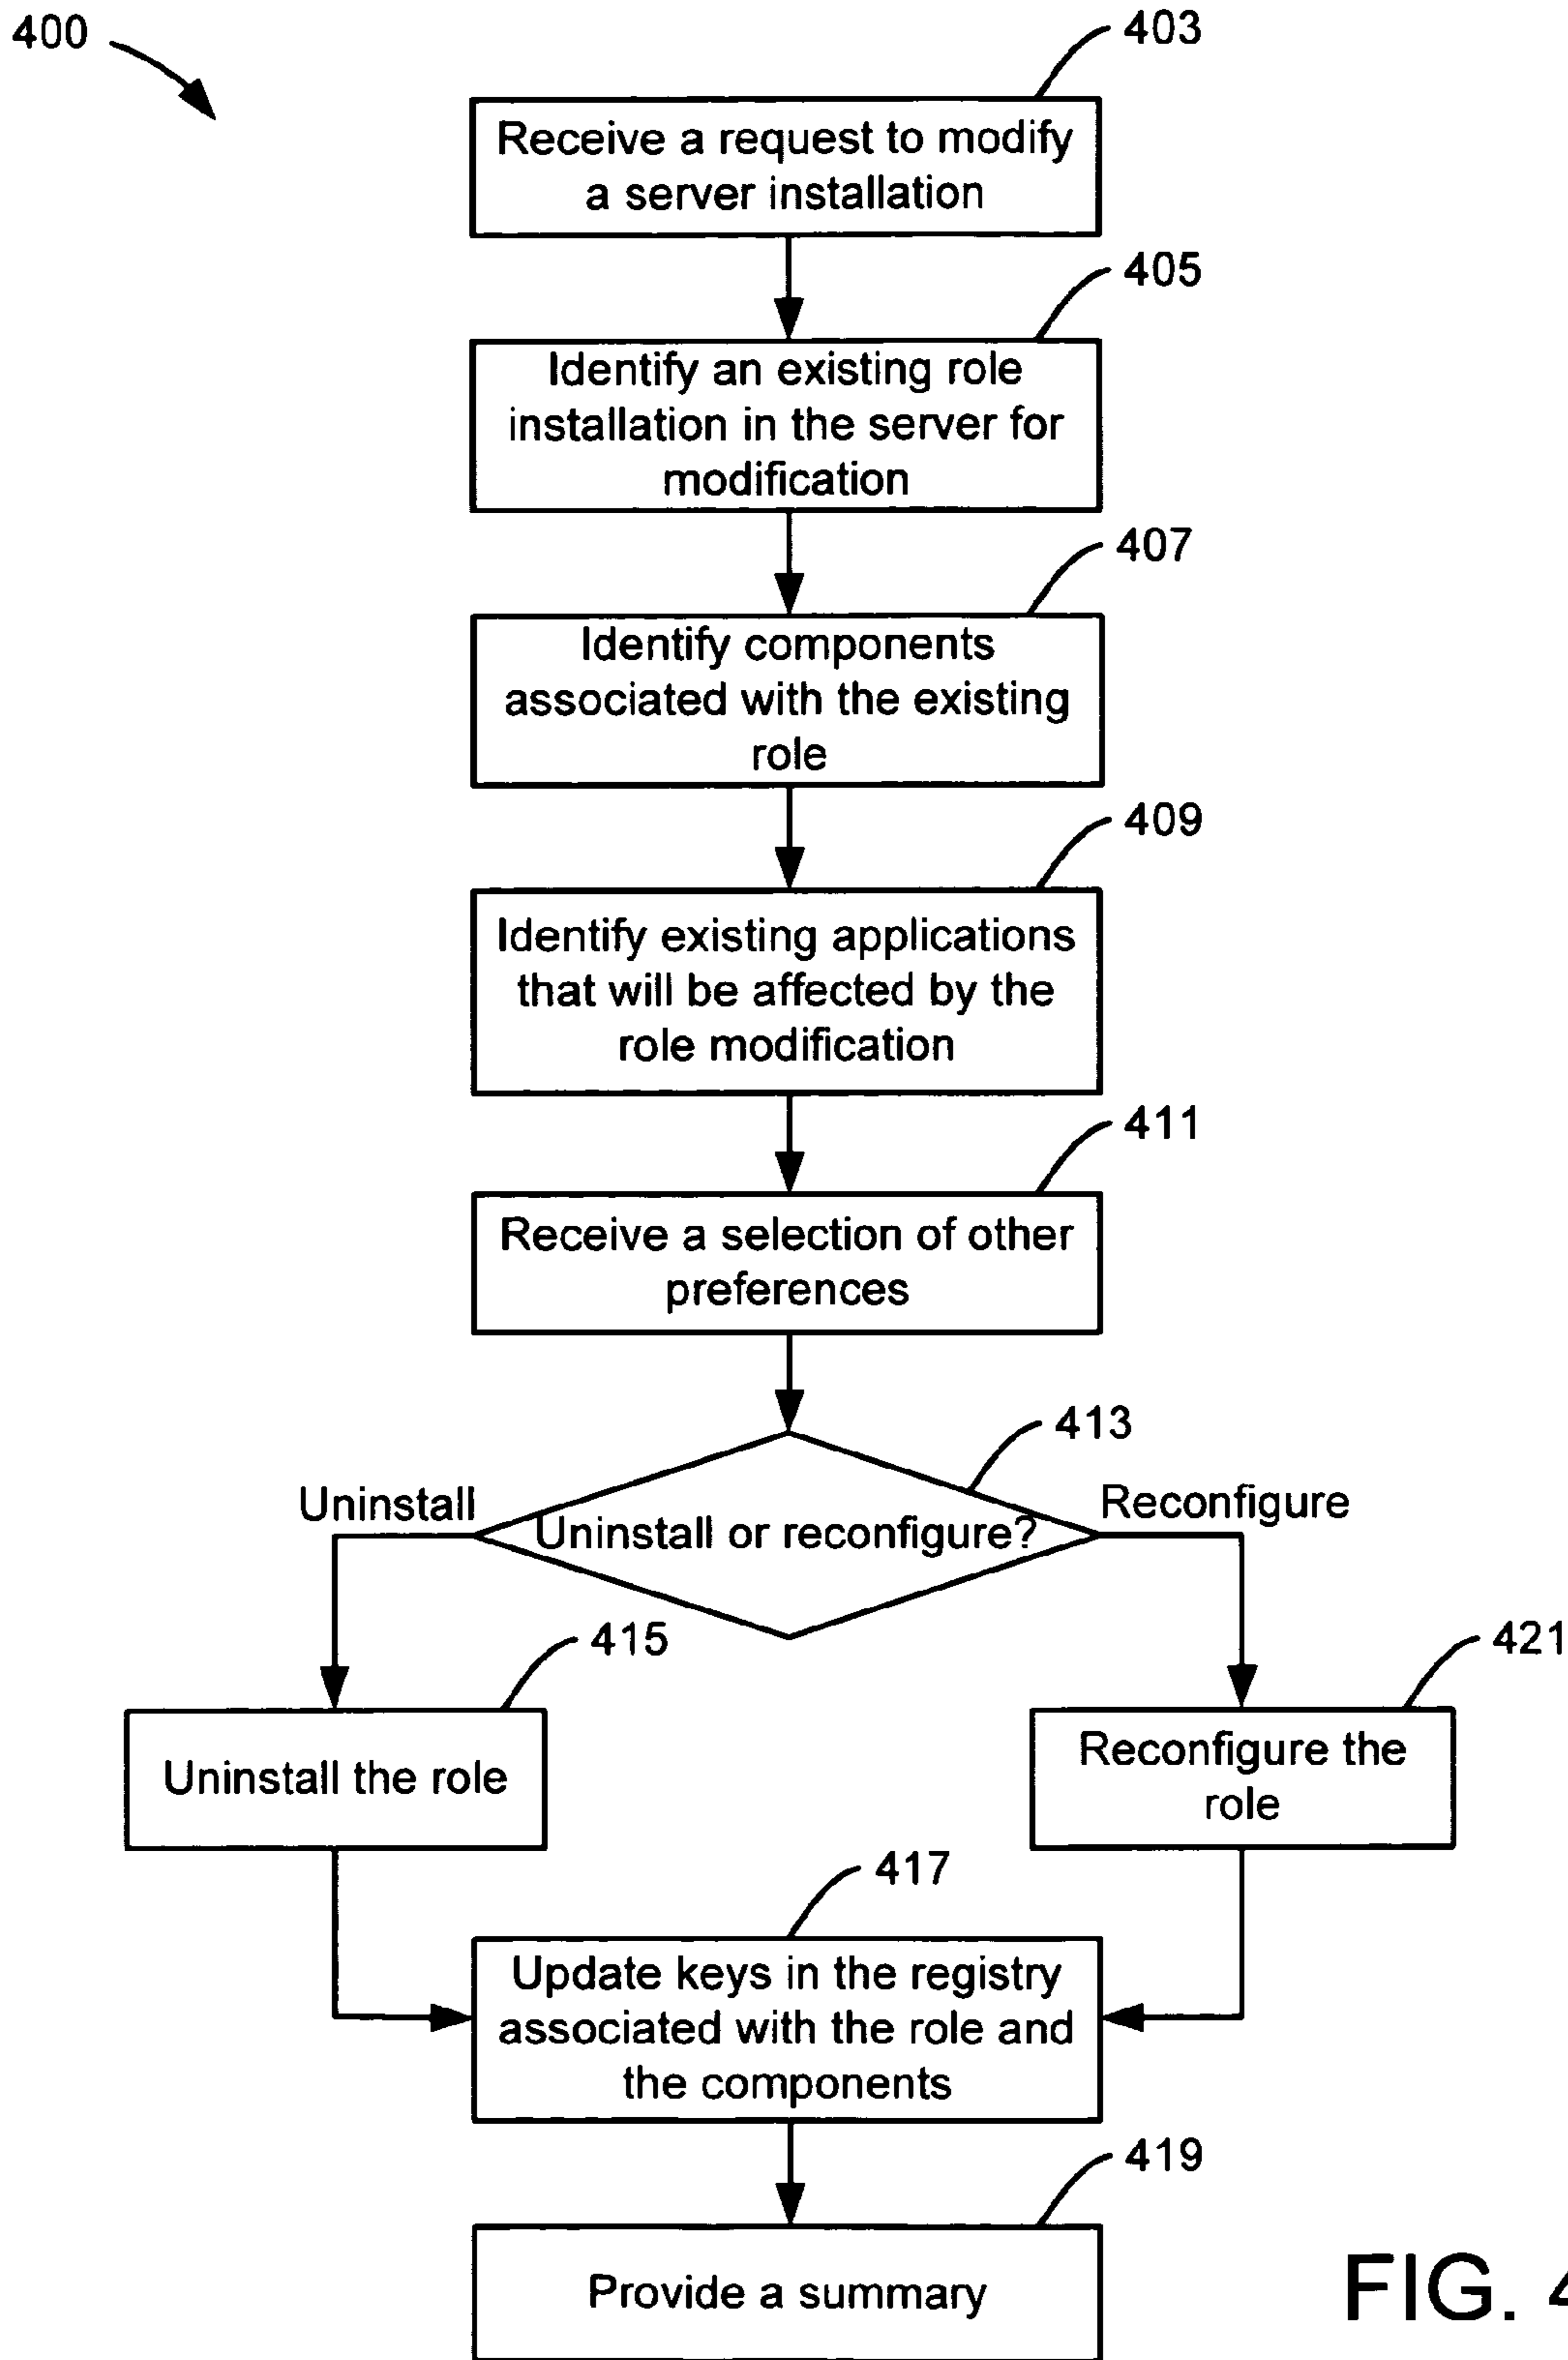 400
403
Receive a request to modify
a server installation
405
Identify an existing role
installation in the server for
modification
407
Identify components
associated with the existing
role
409
Identify existing applications
that will be affected by the
role modification
411
Receive a selection of other
preferences
413
Uninstall
Uninstall or reconfigure?
Reconfigure
415
Uninstall the role
421
Reconfigure the
role
417
Update keys in the registry
associated with the role and
the components
419
Provide a summary
FIG. 4